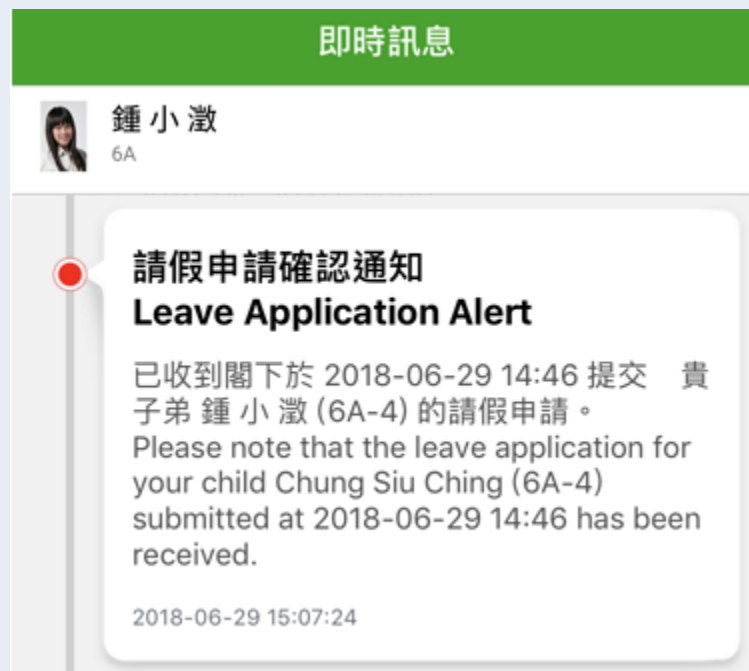 即時訊息
鍾 小 澂
6A
請假申請確認通知
Leave Application Alert
已收到閣下於 2018-06-29 14:46 提交　貴
子弟 鍾 小 澂 (6A-4) 的請假申請。
Please note that the leave application for
your child Chung Siu Ching (6A-4)
submitted at 2018-06-29 14:46 has been
received.
2018-06-29 15:07:24